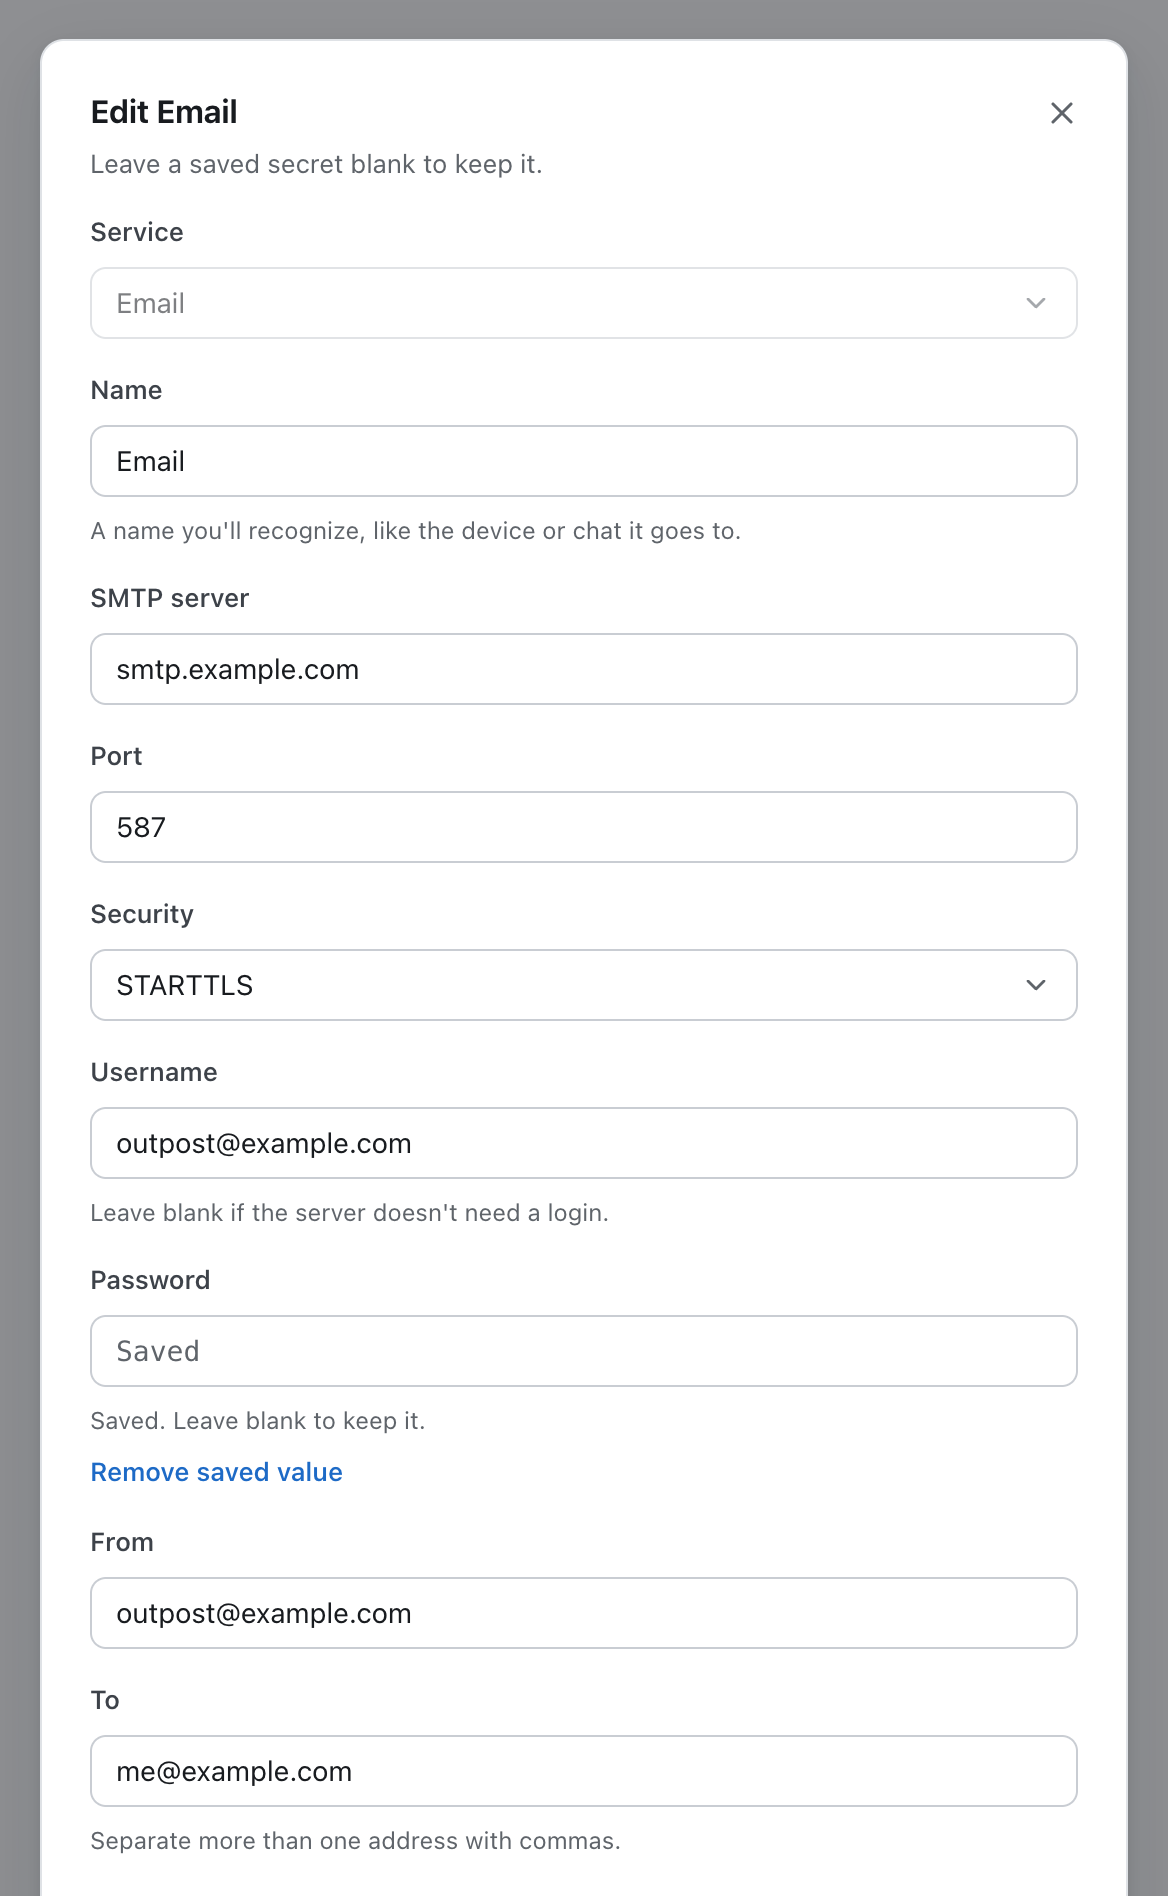 Edit Email
Leave a saved secret blank to keep it.
Service
Email
Name
Email
A name you'll recognize, like the device or chat it goes to.
SMTP server
smtp.example.com
Port
587
Security
STARTTLS
Username
outpost@example.com
Leave blank if the server doesn't need a login.
Password
Saved
Saved. Leave blank to keep it.
Remove saved value
From
outpost@example.com
To
me@example.com
Separate more than one address with commas.